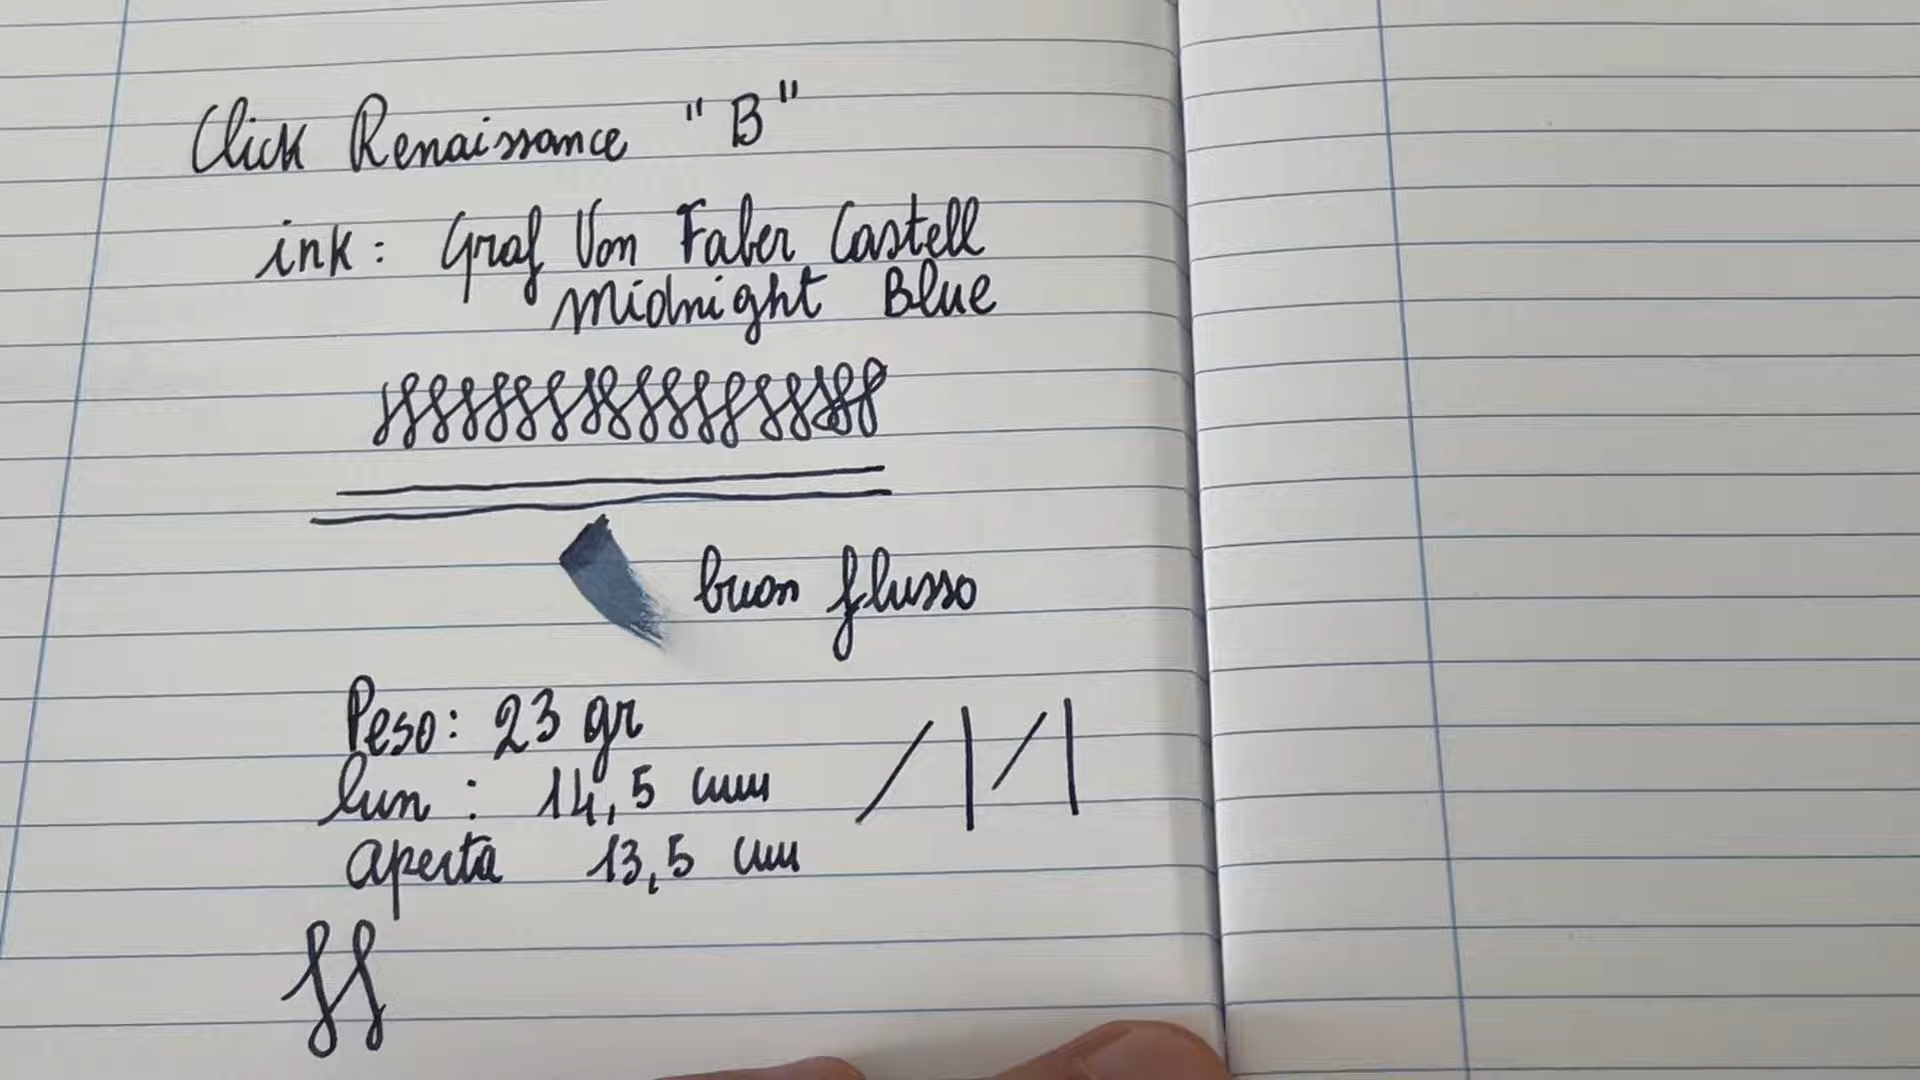 Click Renaissance "B"
ink: Graf Von Faber Castell
Midnight Blue
buon flusso
Peso: 23 gr
lun: 14,5 cm
aperta 13,5 cm